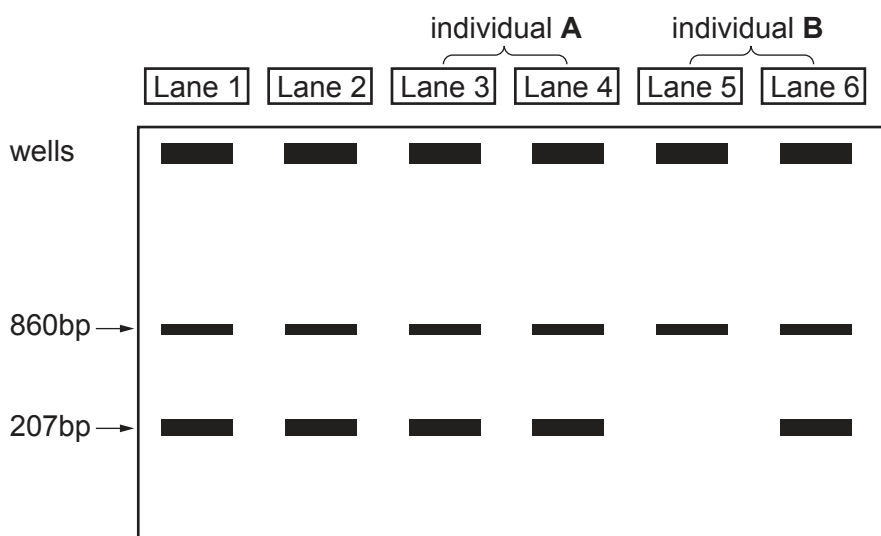 individual A individual B
Lane 1 Lane 2 Lane 3 Lane 4 Lane 5 Lane 6
wells
860bp
207bp